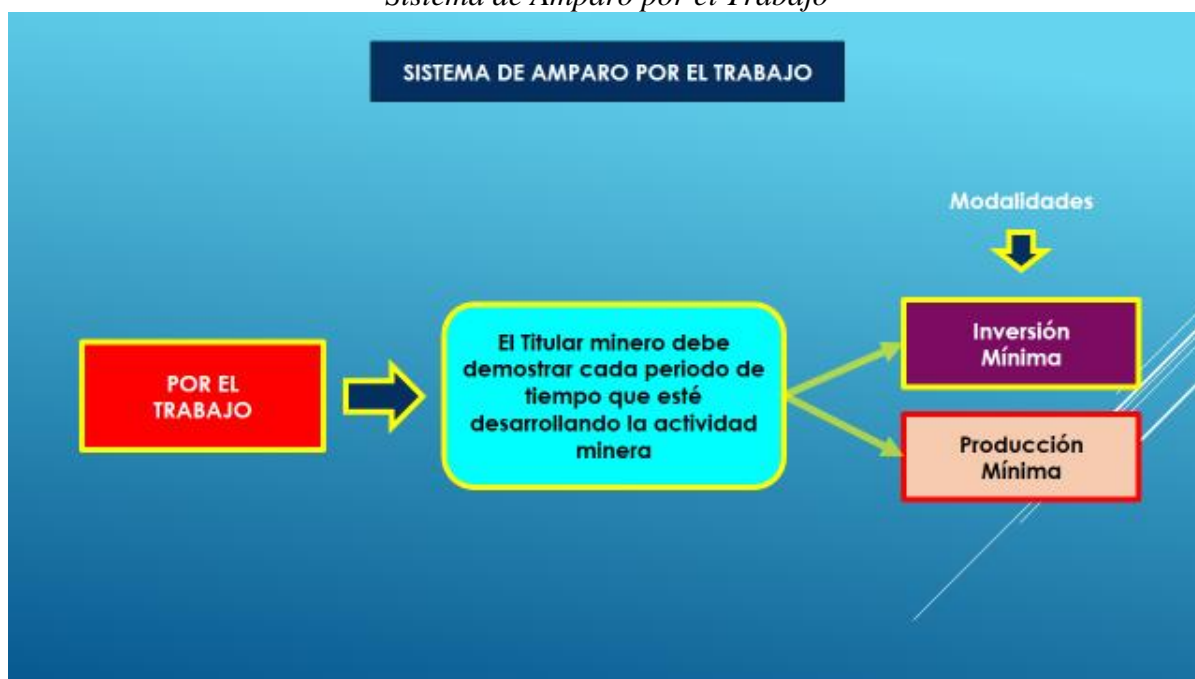 Sistema de Amparo por el Trabajo
SISTEMA DE AMPARO POR EL TRABAJO
Modalidades
POR EL
TRABAJO
El Titular minero debe
demostrar cada periodo de
tiempo que esté
desarrollando la actividad
minera
Inversión
Mínima
Producción
Mínima